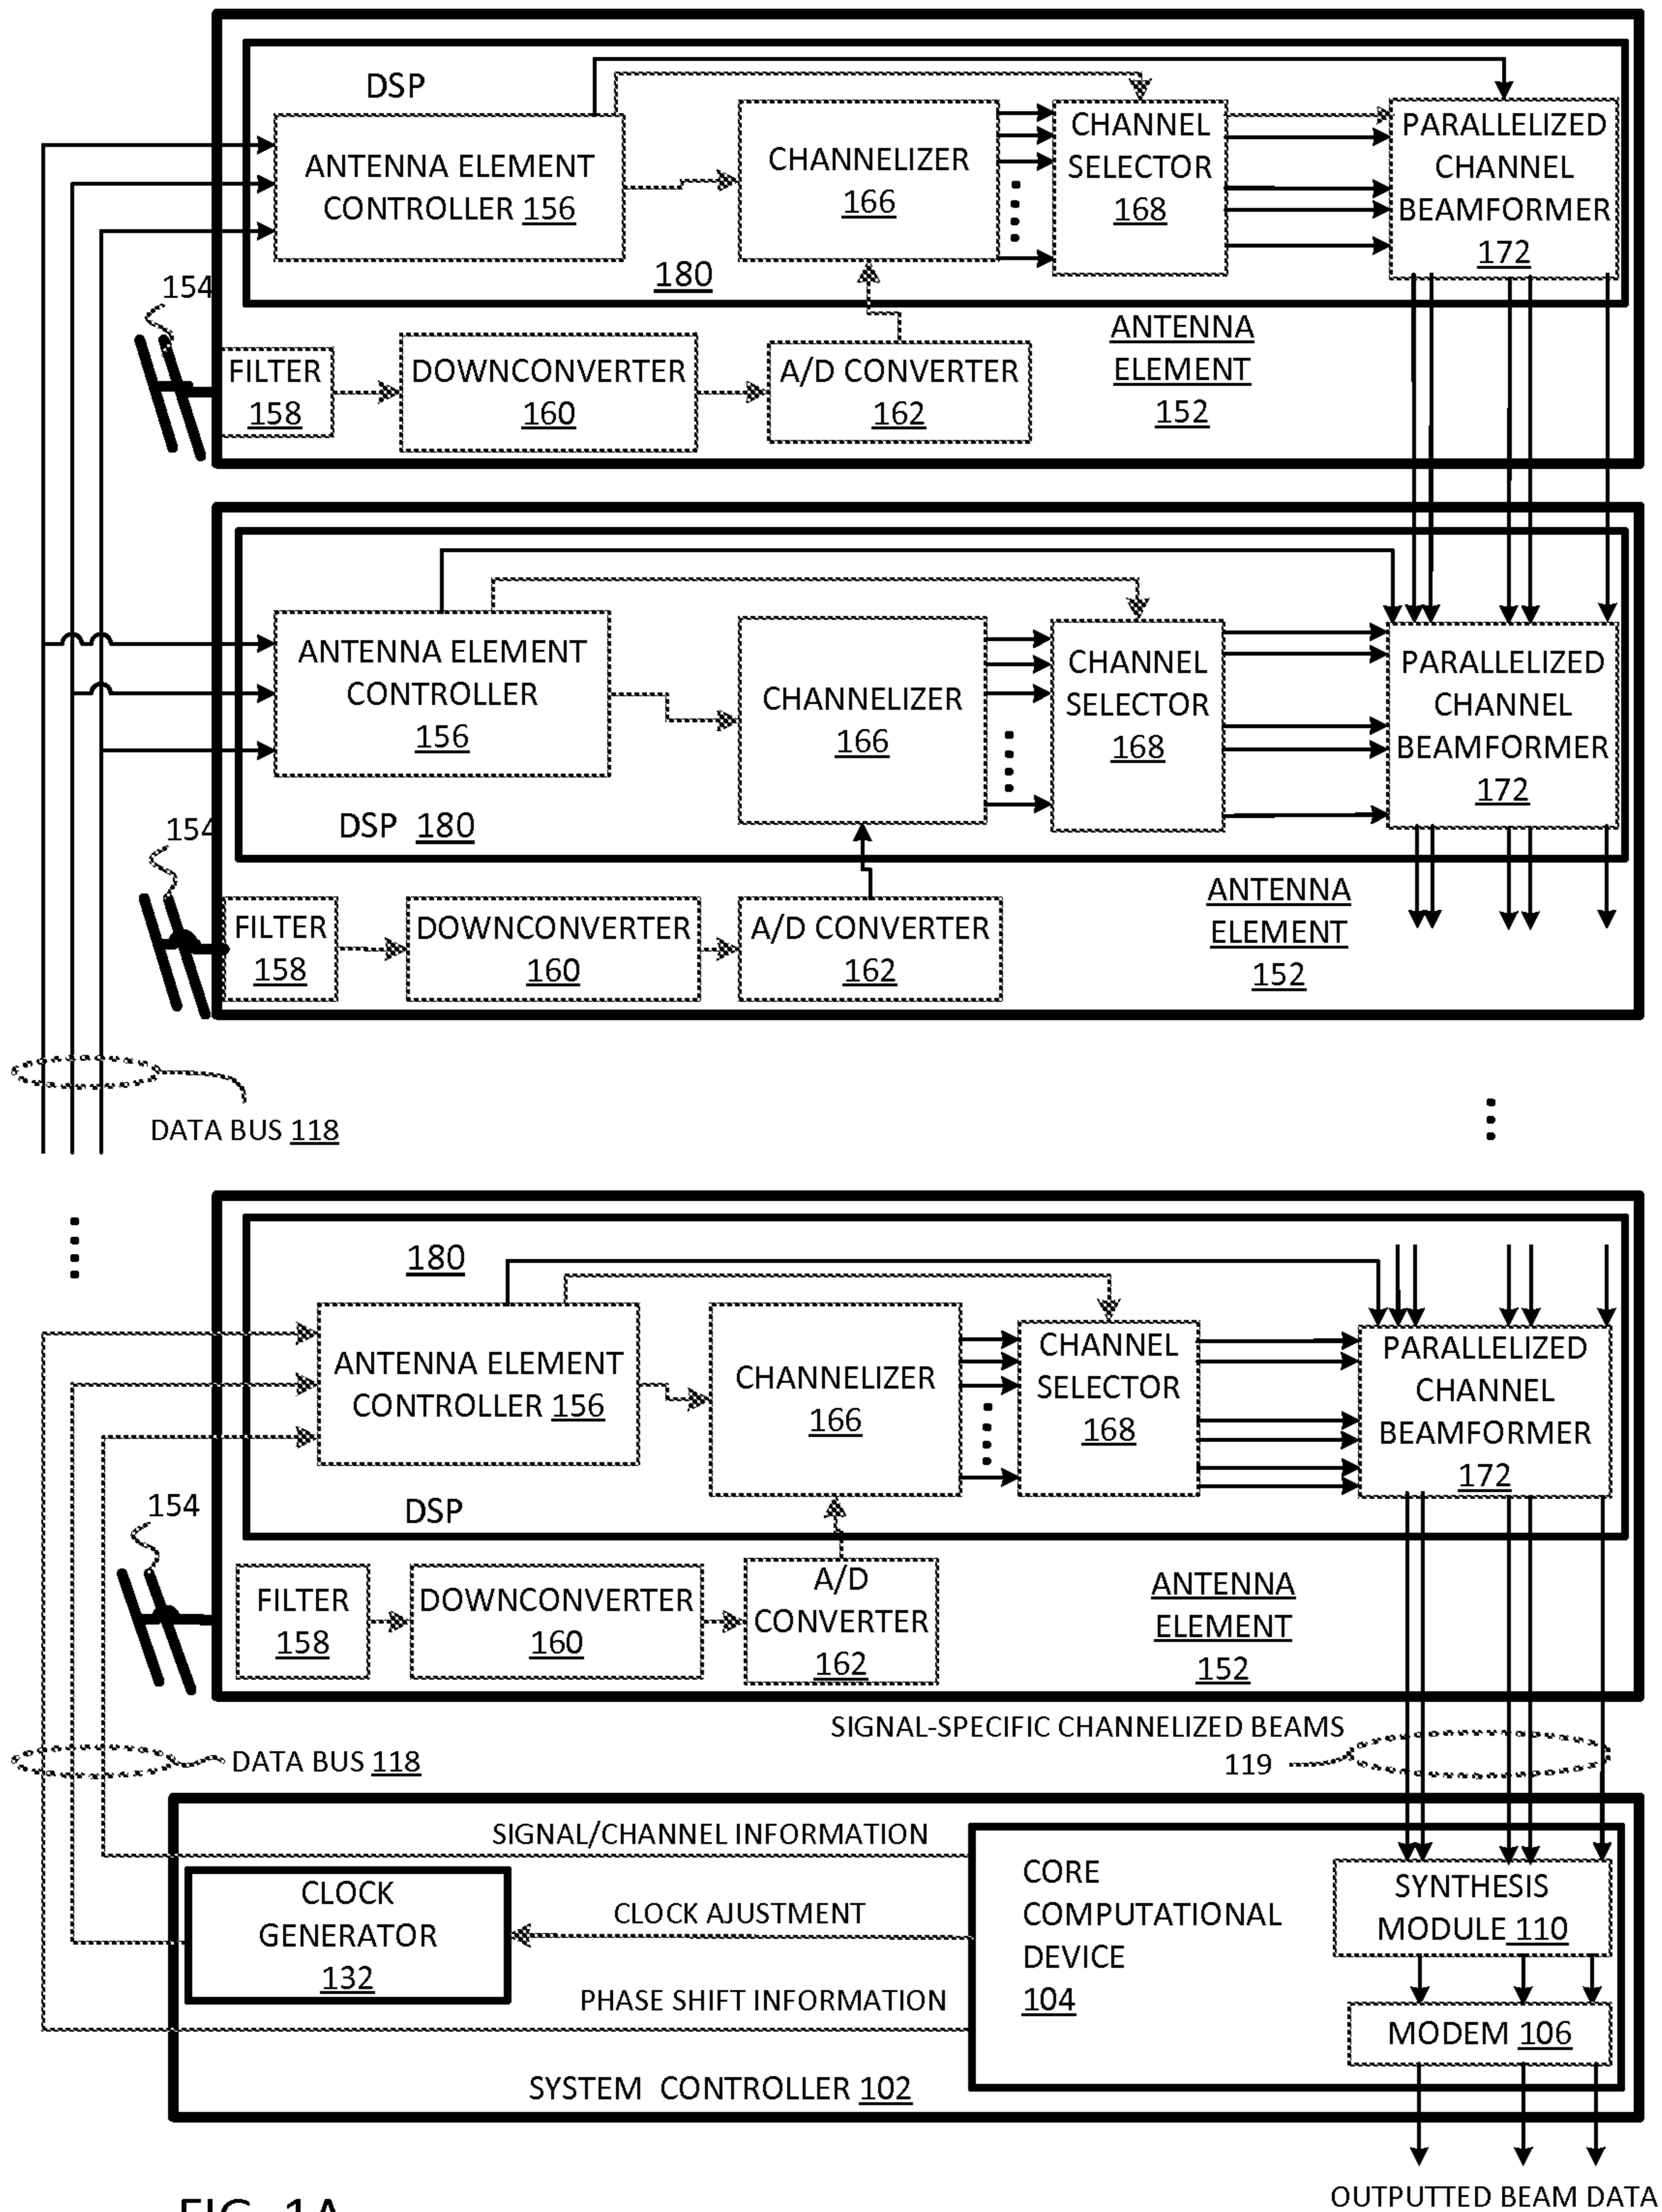 DSP
ANTENNA ELEMENT
CONTROLLER 156
CHANNELIZER
166
CHANNEL
SELECTOR
168
PARALLELIZED
CHANNEL
BEAMFORMER
172
180
154
FILTER
158
DOWNCONVERTER
160
A/D CONVERTER
162
ANTENNA
ELEMENT
152
ANTENNA ELEMENT
CONTROLLER
156
CHANNELIZER
166
CHANNEL
SELECTOR
168
PARALLELIZED
CHANNEL
BEAMFORMER
172
DSP 180
154
FILTER
158
DOWNCONVERTER
160
A/D CONVERTER
162
ANTENNA
ELEMENT
152
DATA BUS 118
180
ANTENNA ELEMENT
CONTROLLER 156
CHANNELIZER
166
CHANNEL
SELECTOR
168
PARALLELIZED
CHANNEL
BEAMFORMER
172
DSP
154
FILTER
158
DOWNCONVERTER
160
A/D
CONVERTER
162
ANTENNA
ELEMENT
152
SIGNAL-SPECIFIC CHANNELIZED BEAMS
119
DATA BUS 118
SIGNAL/CHANNEL INFORMATION
CLOCK
GENERATOR
132
CLOCK AJUSTMENT
PHASE SHIFT INFORMATION
CORE
COMPUTATIONAL
DEVICE
104
SYNTHESIS
MODULE 110
MODEM 106
SYSTEM CONTROLLER 102
OUTPUTTED BEAM DATA
FIG. 1A